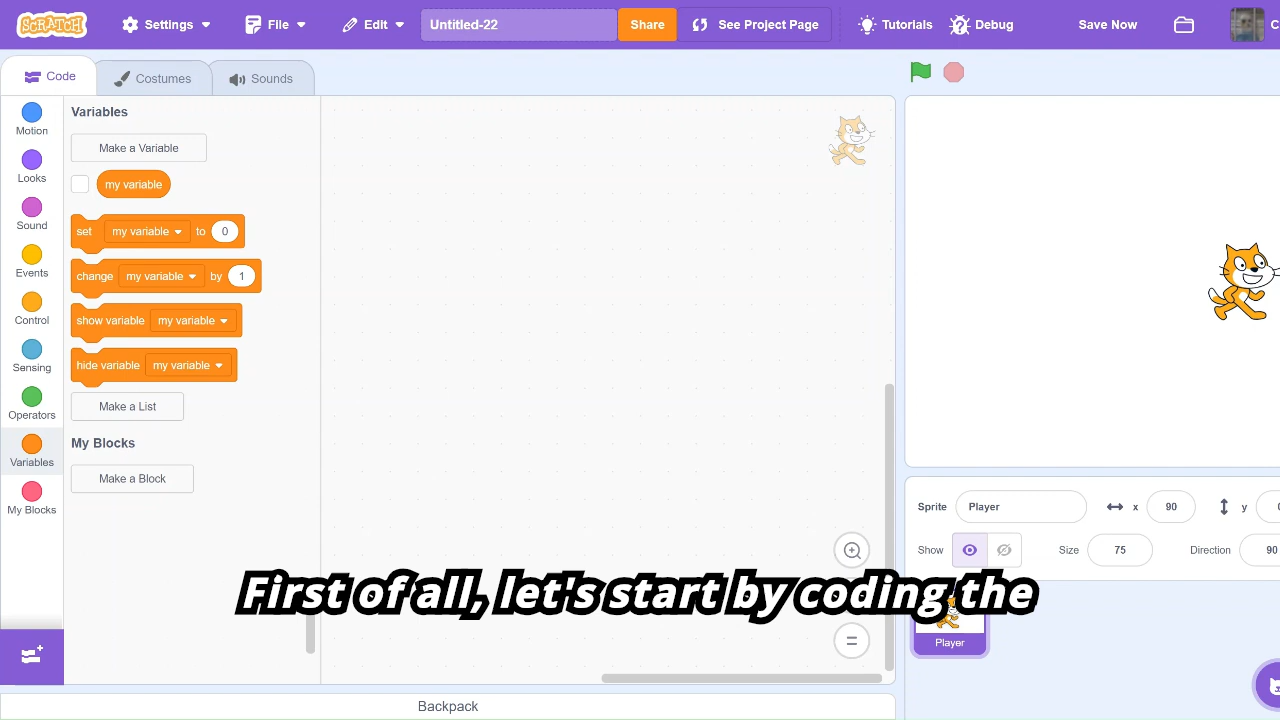 SCRATCH
Settings
File
Edit
Untitled-22
Share
See Project Page
Tutorials
Debug
Save Now
C
Code
Costumes
Sounds
Motion
Looks
Sound
Events
Control
Sensing
Operators
Variables
My Blocks
Variables
Make a Variable
my variable
set my variable to 0
change my variable by 1
show variable my variable
hide variable my variable
Make a List
My Blocks
Make a Block
Sprite Player x 90 y
Show Size 75 Direction 90
Player
First of all, let's start by coding the
Backpack